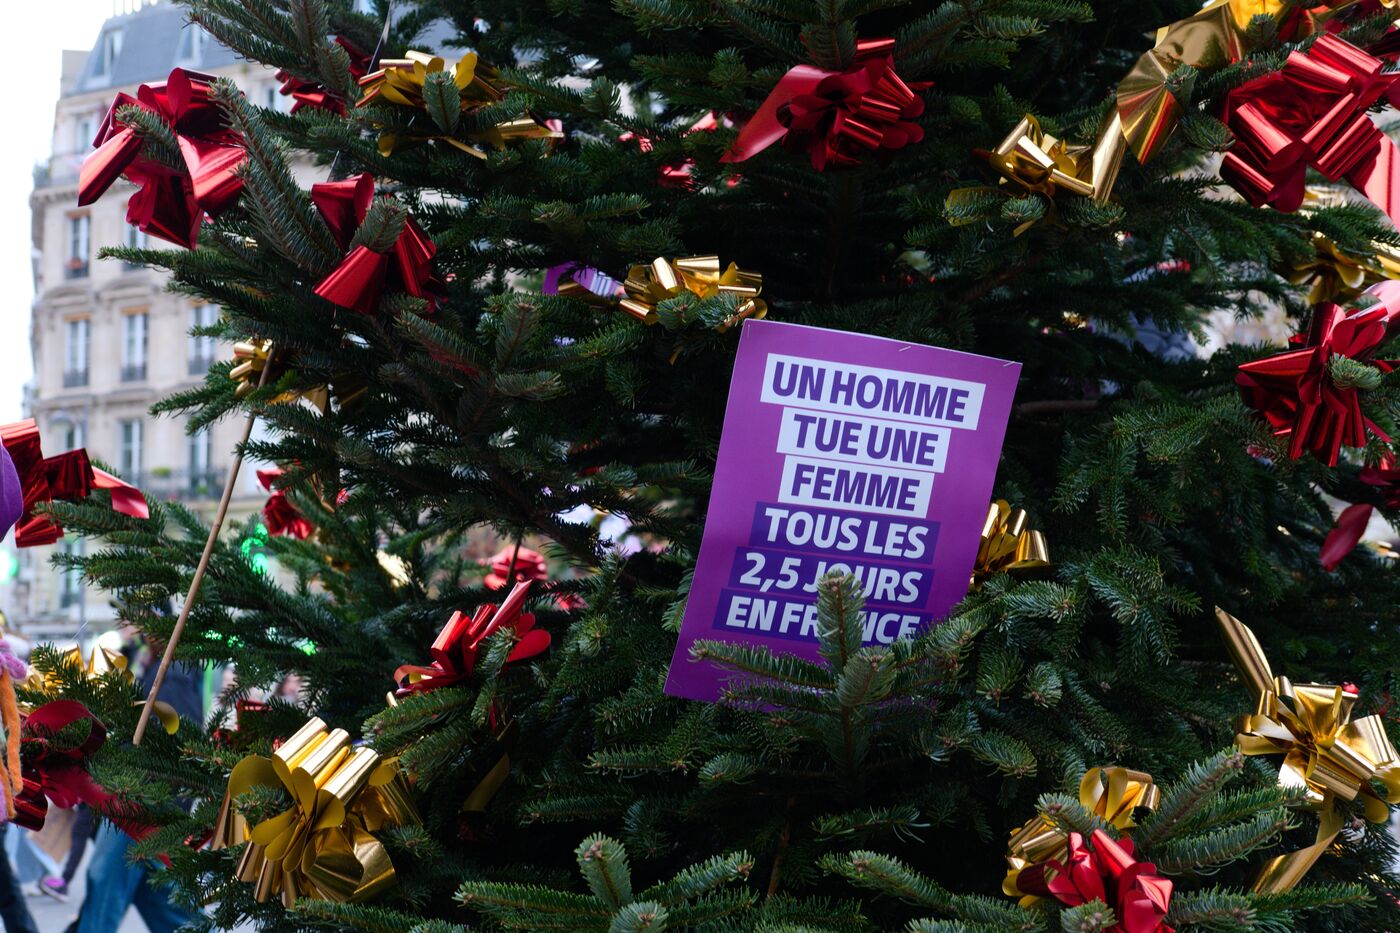 UN HOMME
TUE UNE
FEMME
TOUS LES
2,5 JOURS
EN FRANCE